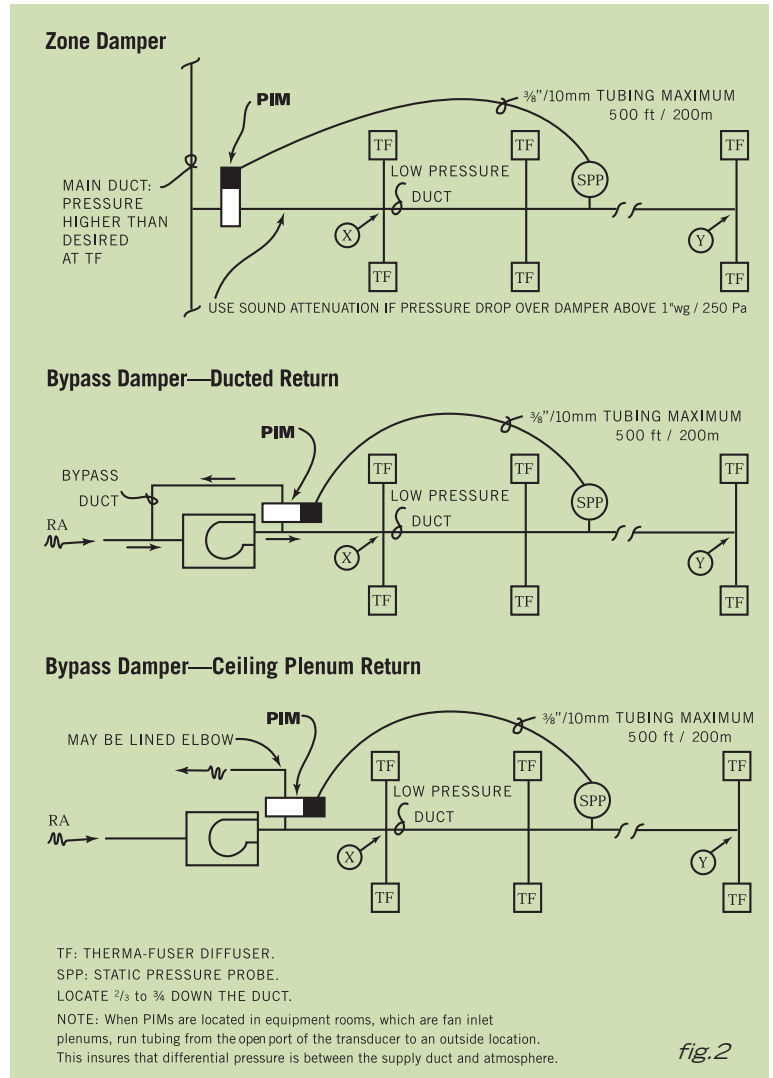 Zone Damper
PIM
⅜"/10mm TUBING MAXIMUM
500 ft / 200m
TF
TF
TF
MAIN DUCT:
PRESSURE
HIGHER THAN
DESIRED
AT TF
LOW PRESSURE
DUCT
SPP
X
Y
TF
TF
TF
USE SOUND ATTENUATION IF PRESSURE DROP OVER DAMPER ABOVE 1"wg / 250 Pa
Bypass Damper—Ducted Return
PIM
⅜"/10mm TUBING MAXIMUM
500 ft / 200m
BYPASS
DUCT
TF
TF
TF
LOW PRESSURE
DUCT
SPP
RA
X
Y
TF
TF
TF
Bypass Damper—Ceiling Plenum Return
PIM
⅜"/10mm TUBING MAXIMUM
500 ft / 200m
MAY BE LINED ELBOW
TF
TF
TF
LOW PRESSURE
DUCT
SPP
RA
X
Y
TF
TF
TF
TF: THERMA-FUSER DIFFUSER.
SPP: STATIC PRESSURE PROBE.
LOCATE ²/₃ to ¾ DOWN THE DUCT.
NOTE: When PIMs are located in equipment rooms, which are fan inlet
plenums, run tubing from the open port of the transducer to an outside location.
This insures that differential pressure is between the supply duct and atmosphere.
fig.2